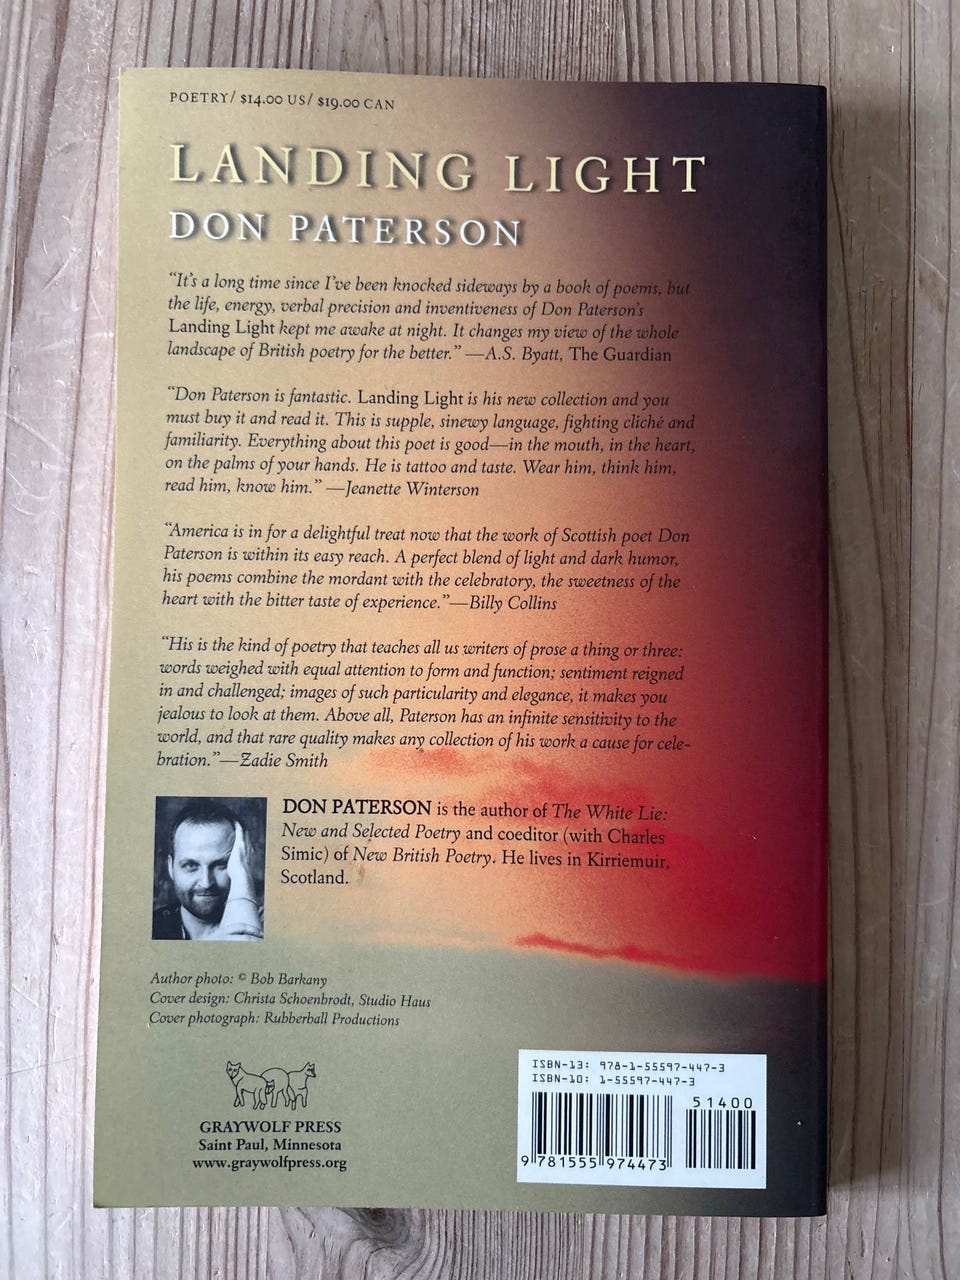 POETRY/ $14.00 US/ $19.00 CAN
LANDING LIGHT
DON PATERSON
“It’s a long time since I’ve been knocked sideways by a book of poems, but
the life, energy, verbal precision and inventiveness of Don Paterson’s
Landing Light kept me awake at night. It changes my view of the whole
landscape of British poetry for the better.” —A.S. Byatt, The Guardian
“Don Paterson is fantastic. Landing Light is his new collection and you
must buy it and read it. This is supple, sinewy language, fighting cliché and
familiarity. Everything about this poet is good—in the mouth, in the heart,
on the palms of your hands. He is tattoo and taste. Wear him, think him,
read him, know him.” —Jeanette Winterson
“America is in for a delightful treat now that the work of Scottish poet Don
Paterson is within its easy reach. A perfect blend of light and dark humor,
his poems combine the mordant with the celebratory, the sweetness of the
heart with the bitter taste of experience.”—Billy Collins
“His is the kind of poetry that teaches all us writers of prose a thing or three:
words weighed with equal attention to form and function; sentiment reigned
in and challenged; images of such particularity and elegance, it makes you
jealous to look at them. Above all, Paterson has an infinite sensitivity to the
world, and that rare quality makes any collection of his work a cause for cele-
bration.”—Zadie Smith
DON PATERSON is the author of The White Lie:
New and Selected Poetry and coeditor (with Charles
Simic) of New British Poetry. He lives in Kirriemuir,
Scotland.
Author photo: © Bob Barkany
Cover design: Christa Schoenbrodt, Studio Haus
Cover photograph: Rubberball Productions
GRAYWOLF PRESS
Saint Paul, Minnesota
www.graywolfpress.org
ISBN-13: 978-1-55597-447-3
ISBN-10: 1-55597-447-3
51400
9 781555 974473